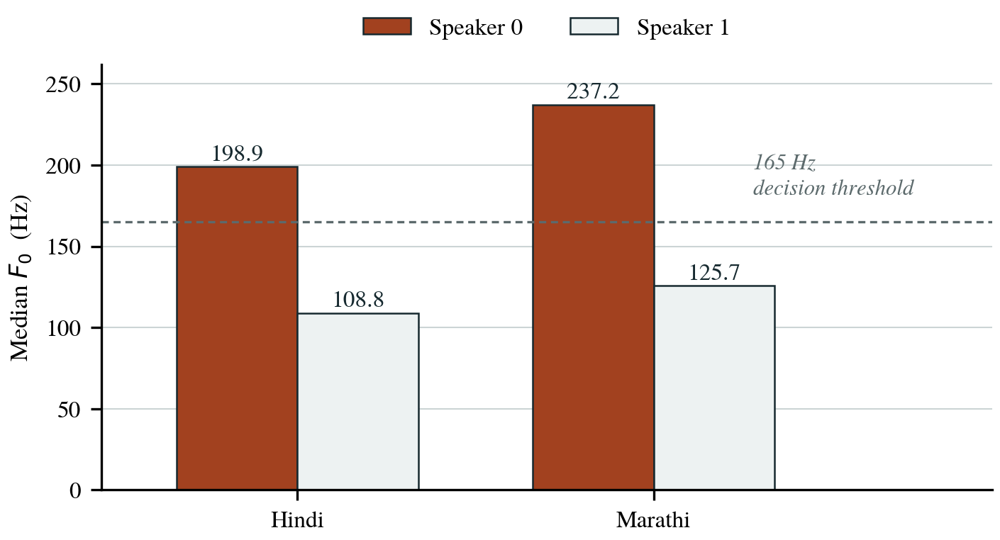 Speaker 0 Speaker 1
Median F0 (Hz)
250
200
150
100
50
0
198.9
108.8
237.2
125.7
165 Hz
decision threshold
Hindi Marathi